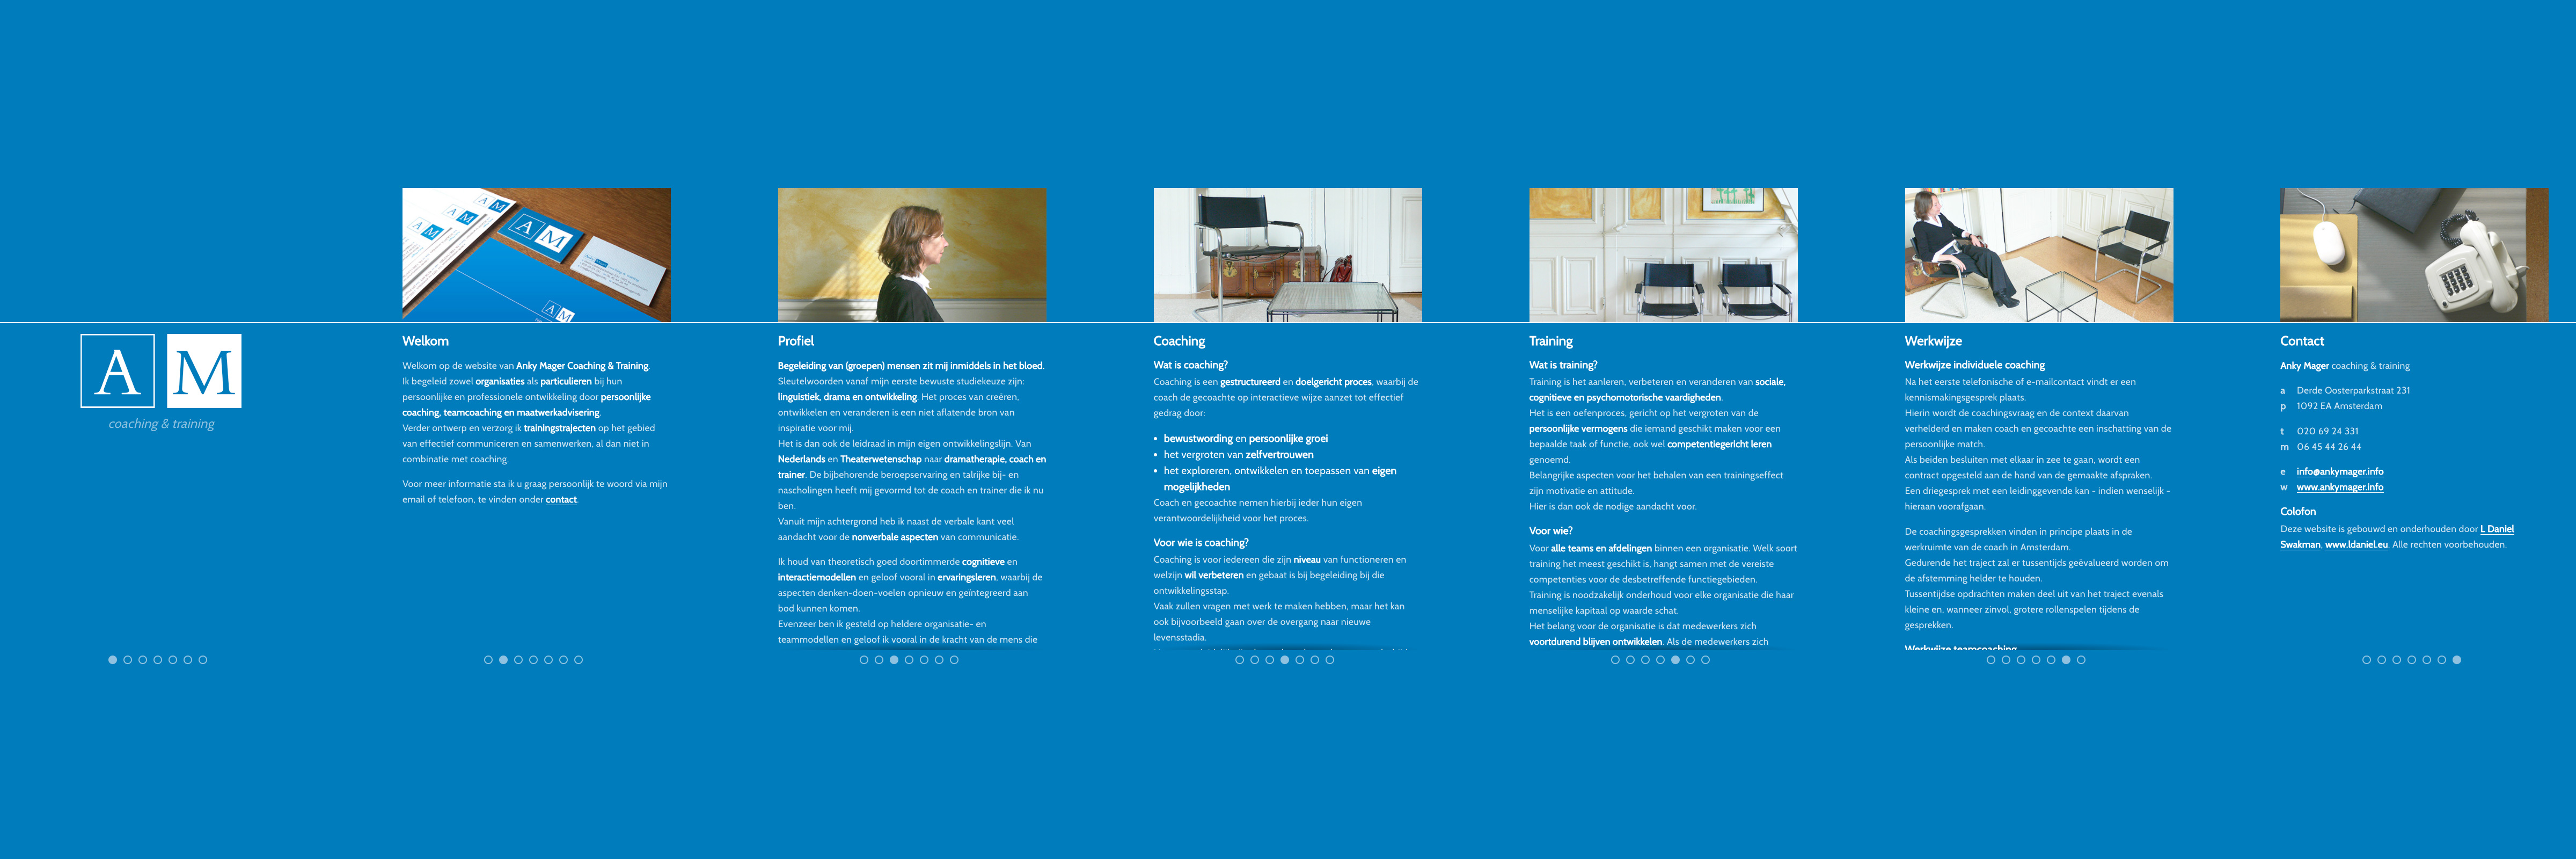 A M
coaching & training
Welkom
Welkom op de website van Anky Mager Coaching & Training.
Ik begeleid zowel organisaties als particulieren bij hun
persoonlijke en professionele ontwikkeling door persoonlijke
coaching, teamcoaching en maatwerkadvisering.
Verder ontwerp en verzorg ik trainingstrajecten op het gebied
van effectief communiceren en samenwerken, al dan niet in
combinatie met coaching.
Voor meer informatie sta ik u graag persoonlijk te woord via mijn
email of telefoon, te vinden onder contact.
Profiel
Begeleiding van (groepen) mensen zit mij inmiddels in het bloed.
Sleutelwoorden vanaf mijn eerste bewuste studiekeuze zijn:
linguistiek, drama en ontwikkeling. Het proces van creëren,
ontwikkelen en veranderen is een niet aflatende bron van
inspiratie voor mij.
Het is dan ook de leidraad in mijn eigen ontwikkelingslijn. Van
Nederlands en Theaterwetenschap naar dramatherapie, coach en
trainer. De bijbehorende beroepservaring en talrijke bij- en
nascholingen heeft mij gevormd tot de coach en trainer die ik nu
ben.
Vanuit mijn achtergrond heb ik naast de verbale kant veel
aandacht voor de nonverbale aspecten van communicatie.
Ik houd van theoretisch goed doortimmerde cognitieve en
interactiemodellen en geloof vooral in ervaringsleren, waarbij de
aspecten denken-doen-voelen opnieuw en geïntegreerd aan
bod kunnen komen.
Evenzeer ben ik gesteld op heldere organisatie- en
teammodellen en geloof ik vooral in de kracht van de mens die
Coaching
Wat is coaching?
Coaching is een gestructureerd en doelgericht proces, waarbij de
coach de gecoachte op interactieve wijze aanzet tot effectief
gedrag door:
• bewustwording en persoonlijke groei
• het vergroten van zelfvertrouwen
• het exploreren, ontwikkelen en toepassen van eigen
mogelijkheden
Coach en gecoachte nemen hierbij ieder hun eigen
verantwoordelijkheid voor het proces.
Voor wie is coaching?
Coaching is voor iedereen die zijn niveau van functioneren en
welzijn wil verbeteren en gebaat is bij begeleiding bij die
ontwikkelingsstap.
Vaak zullen vragen met werk te maken hebben, maar het kan
ook bijvoorbeeld gaan over de overgang naar nieuwe
levensstadia.
Training
Wat is training?
Training is het aanleren, verbeteren en veranderen van sociale,
cognitieve en psychomotorische vaardigheden.
Het is een oefenproces, gericht op het vergroten van de
persoonlijke vermogens die iemand geschikt maken voor een
bepaalde taak of functie, ook wel competentiegericht leren
genoemd.
Belangrijke aspecten voor het behalen van een trainingseffect
zijn motivatie en attitude.
Hier is dan ook de nodige aandacht voor.
Voor wie?
Voor alle teams en afdelingen binnen een organisatie. Welk soort
training het meest geschikt is, hangt samen met de vereiste
competenties voor de desbetreffende functiegebieden.
Training is noodzakelijk onderhoud voor elke organisatie die haar
menselijke kapitaal op waarde schat.
Het belang voor de organisatie is dat medewerkers zich
voortdurend blijven ontwikkelen. Als de medewerkers zich
Werkwijze
Werkwijze individuele coaching
Na het eerste telefonische of e-mailcontact vindt er een
kennismakingsgesprek plaats.
Hierin wordt de coachingsvraag en de context daarvan
verhelderd en maken coach en gecoachte een inschatting van de
persoonlijke match.
Als beiden besluiten met elkaar in zee te gaan, wordt een
contract opgesteld aan de hand van de gemaakte afspraken.
Een driegesprek met een leidinggevende kan - indien wenselijk -
hieraan voorafgaan.
De coachingsgesprekken vinden in principe plaats in de
werkruimte van de coach in Amsterdam.
Gedurende het traject zal er tussentijds geëvalueerd worden om
de afstemming helder te houden.
Tussentijdse opdrachten maken deel uit van het traject evenals
kleine en, wanneer zinvol, grotere rollenspelen tijdens de
gesprekken.
Werkwijze teamcoaching
Contact
Anky Mager coaching & training
a Derde Oosterparkstraat 231
p 1092 EA Amsterdam
t 020 69 24 331
m 06 45 44 26 44
e info@ankymager.info
w www.ankymager.info
Colofon
Deze website is gebouwd en onderhouden door L Daniel
Swakman, www.ldaniel.eu. Alle rechten voorbehouden.